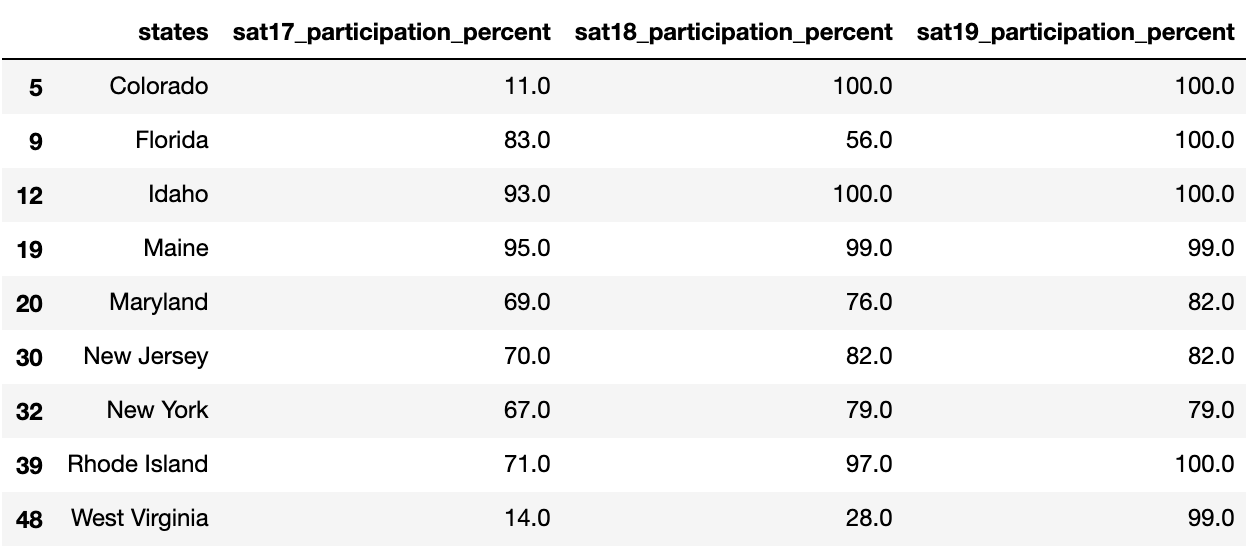 states sat17_participation_percent sat18_participation_percent sat19_participation_percent
5 Colorado 11.0 100.0 100.0
9 Florida 83.0 56.0 100.0
12 Idaho 93.0 100.0 100.0
19 Maine 95.0 99.0 99.0
20 Maryland 69.0 76.0 82.0
30 New Jersey 70.0 82.0 82.0
32 New York 67.0 79.0 79.0
39 Rhode Island 71.0 97.0 100.0
48 West Virginia 14.0 28.0 99.0